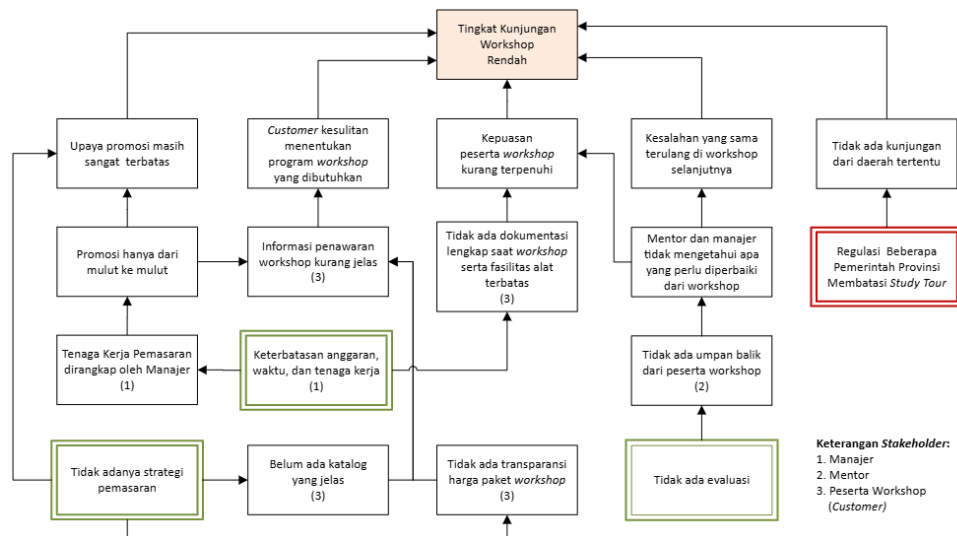 Tingkat Kunjungan
Workshop
Rendah
Upaya promosi masih
sangat terbatas
Customer kesulitan
menentukan
program workshop
yang dibutuhkan
Kepuasan
peserta workshop
kurang terpenuhi
Kesalahan yang sama
terulang di workshop
selanjutnya
Tidak ada kunjungan
dari daerah tertentu
Promosi hanya dari
mulut ke mulut
Informasi penawaran
workshop kurang jelas
(3)
Tidak ada dokumentasi
lengkap saat workshop
serta fasilitas alat
terbatas
(3)
Mentor dan manajer
tidak mengetahui apa
yang perlu diperbaiki
dari workshop
Regulasi Beberapa
Pemerintah Provinsi
Membatasi Study Tour
Tenaga Kerja Pemasaran
dirangkap oleh Manajer
(1)
Keterbatasan anggaran,
waktu, dan tenaga kerja
(1)
Tidak ada umpan balik
dari peserta workshop
(2)
Tidak adanya strategi
pemasaran
Belum ada katalog
yang jelas
(3)
Tidak ada transparansi
harga paket workshop
(3)
Tidak ada evaluasi
Keterangan Stakeholder:
1. Manajer
2. Mentor
3. Peserta Workshop
(Customer)